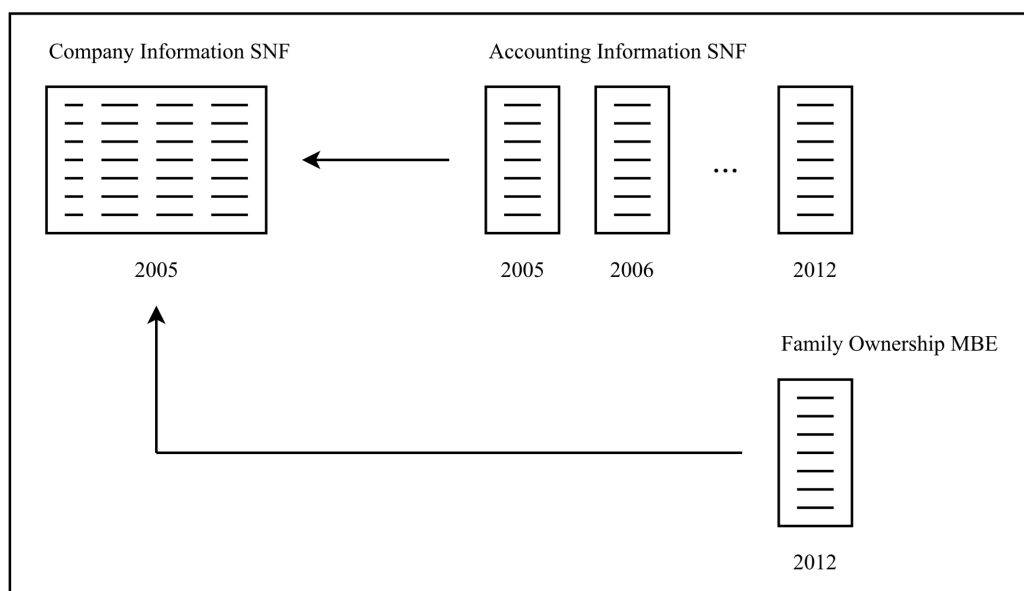 Company Information SNF
Accounting Information SNF
...
2005
2005
2006
2012
Family Ownership MBE
2012